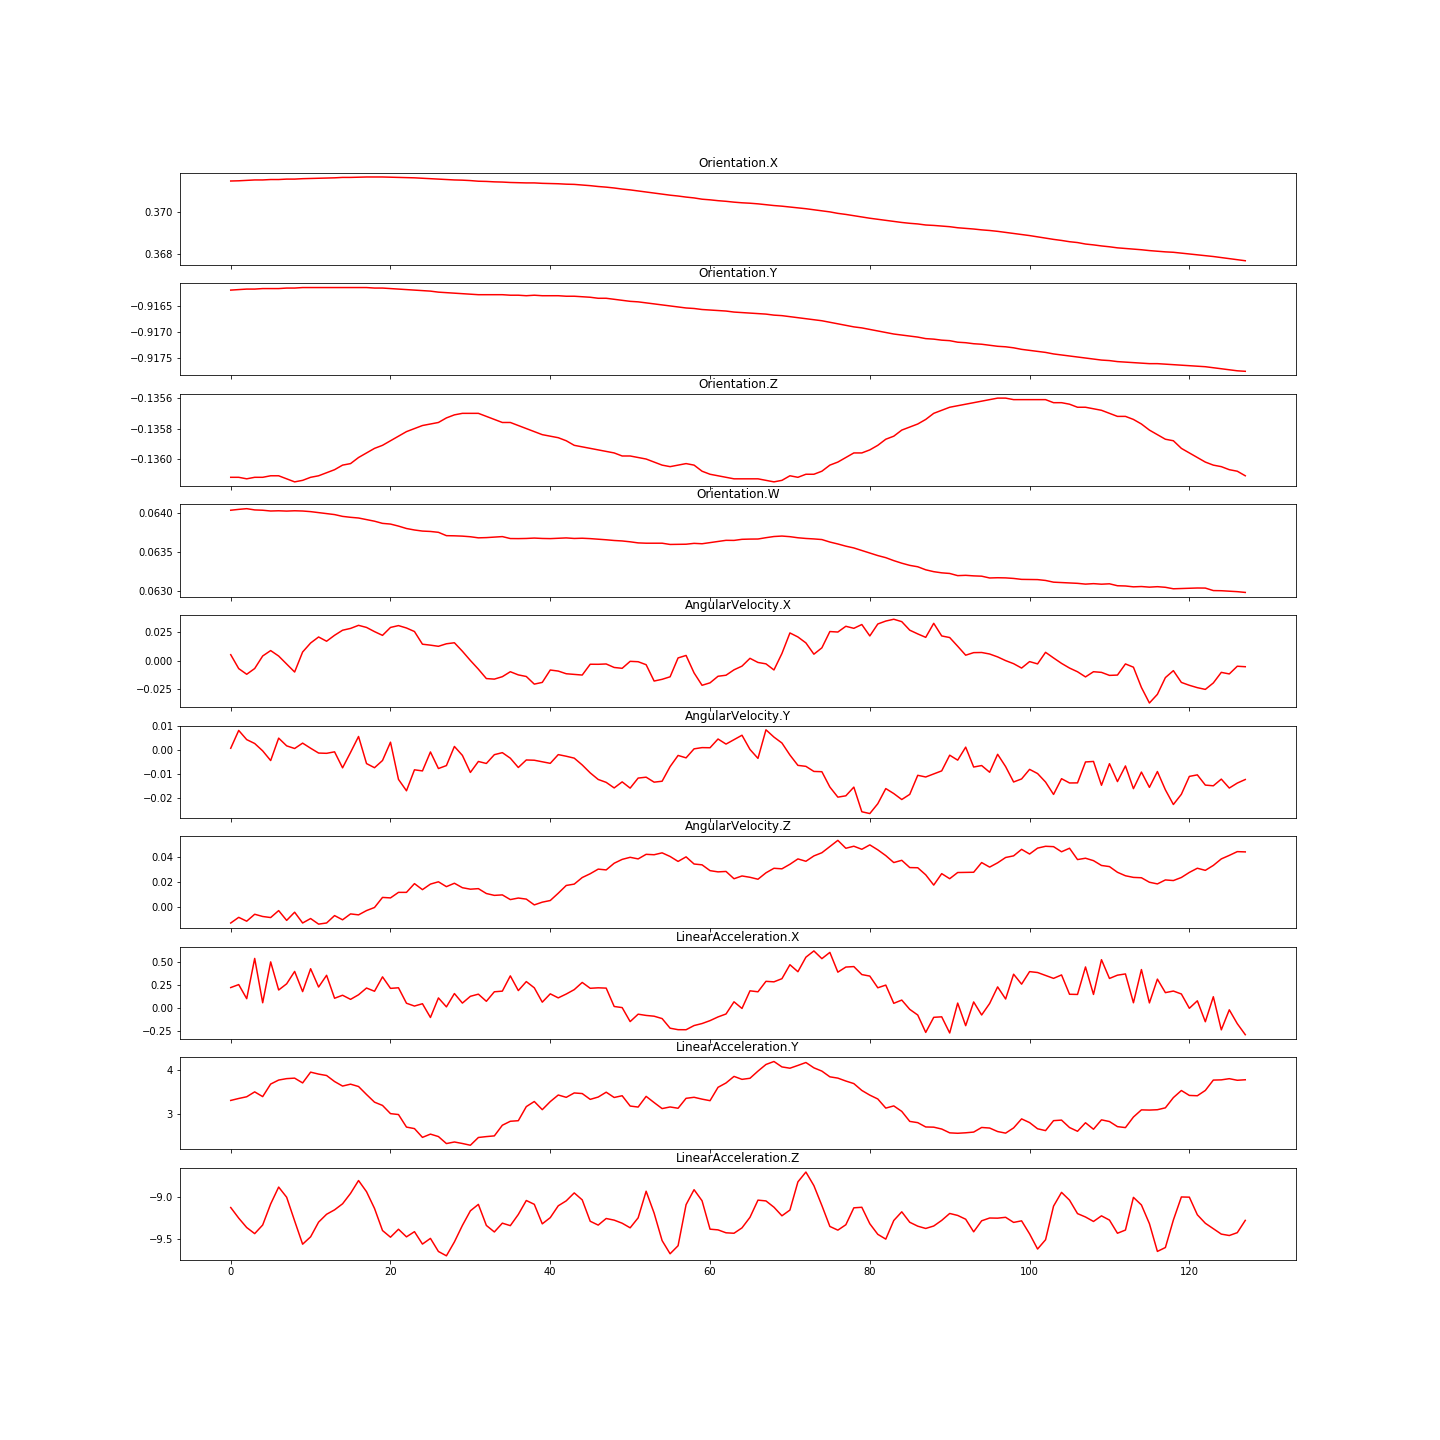 Orientation.X
0.370
0.368
Orientation.Y
−0.9165
−0.9170
−0.9175
Orientation.Z
−0.1356
−0.1358
−0.1360
Orientation.W
0.0640
0.0635
0.0630
AngularVelocity.X
0.025
0.000
−0.025
AngularVelocity.Y
0.01
0.00
−0.01
−0.02
AngularVelocity.Z
0.04
0.02
0.00
LinearAcceleration.X
0.50
0.25
0.00
−0.25
LinearAcceleration.Y
4
3
LinearAcceleration.Z
−9.0
−9.5
0 20 40 60 80 100 120